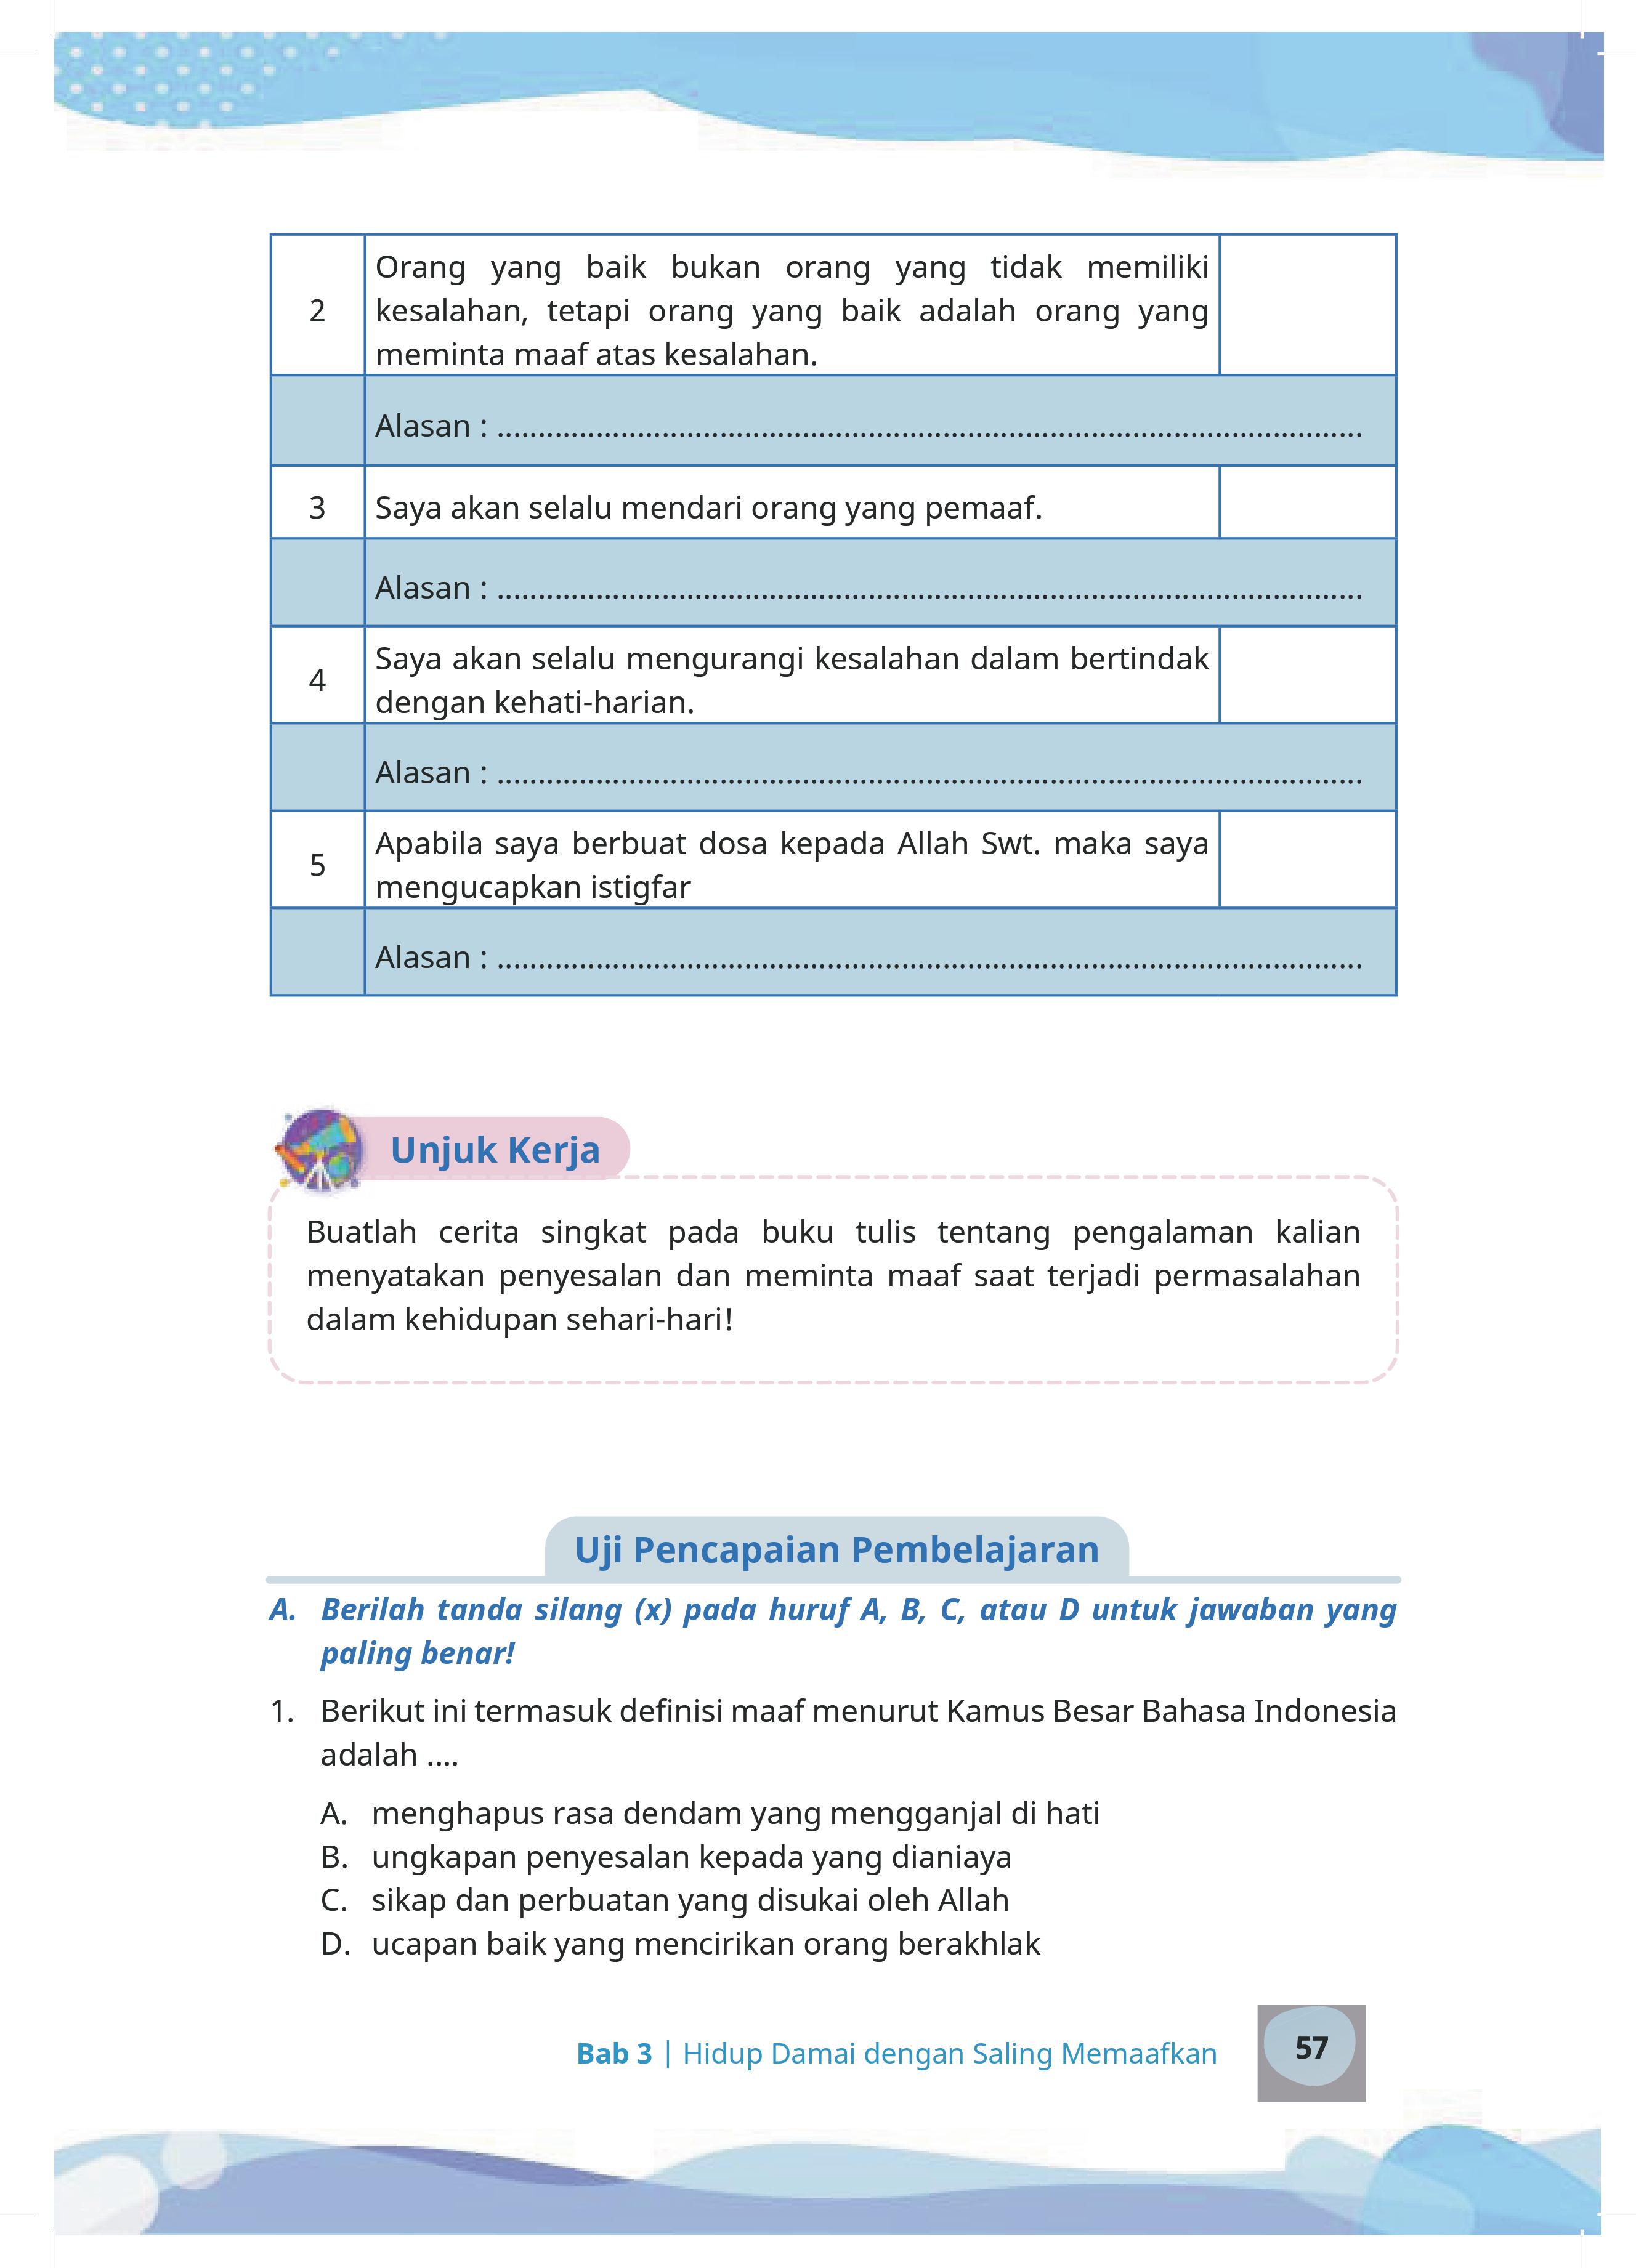 Orang yang baik bukan orang yang tidak memiliki
2
kesalahan, tetapi orang yang baik adalah orang yang
meminta maaf atas kesalahan.
Alasan : .........................................................................................................
3 Saya akan selalu mendari orang yang pemaaf.
Alasan : .........................................................................................................
4
Saya akan selalu mengurangi kesalahan dalam bertindak
dengan kehati-harian.
Alasan : .........................................................................................................
5
Apabila saya berbuat dosa kepada Allah Swt. maka saya
mengucapkan istigfar
Alasan : .........................................................................................................
Unjuk Kerja
Buatlah cerita singkat pada buku tulis tentang pengalaman kalian
menyatakan penyesalan dan meminta maaf saat terjadi permasalahan
dalam kehidupan sehari-hari!
Uji Pencapaian Pembelajaran
A. Berilah tanda silang (x) pada huruf A, B, C, atau D untuk jawaban yang
paling benar!
1. Berikut ini termasuk definisi maaf menurut Kamus Besar Bahasa Indonesia
adalah ....
A. menghapus rasa dendam yang mengganjal di hati
B. ungkapan penyesalan kepada yang dianiaya
C. sikap dan perbuatan yang disukai oleh Allah
D. ucapan baik yang mencirikan orang berakhlak
Bab 3 | Hidup Damai dengan Saling Memaafkan
57